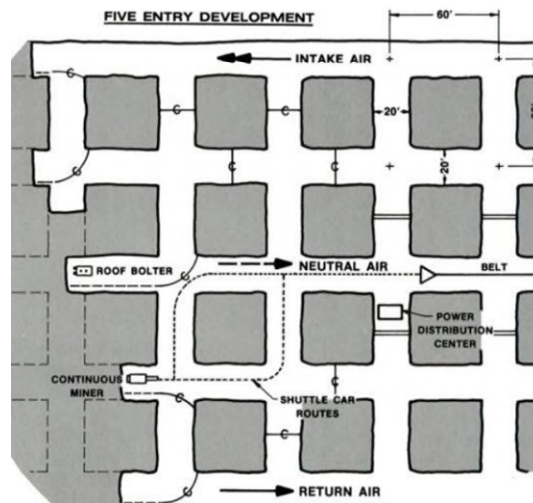 FIVE ENTRY DEVELOPMENT
60'
INTAKE AIR
C
C
C
20'
C
C
C
20'
ROOF BOLTER
C
NEUTRAL AIR
BELT
POWER
DISTRIBUTION
CENTER
CONTINUOUS
MINER
C
SHUTTLE CAR
ROUTES
C
C
C
RETURN AIR